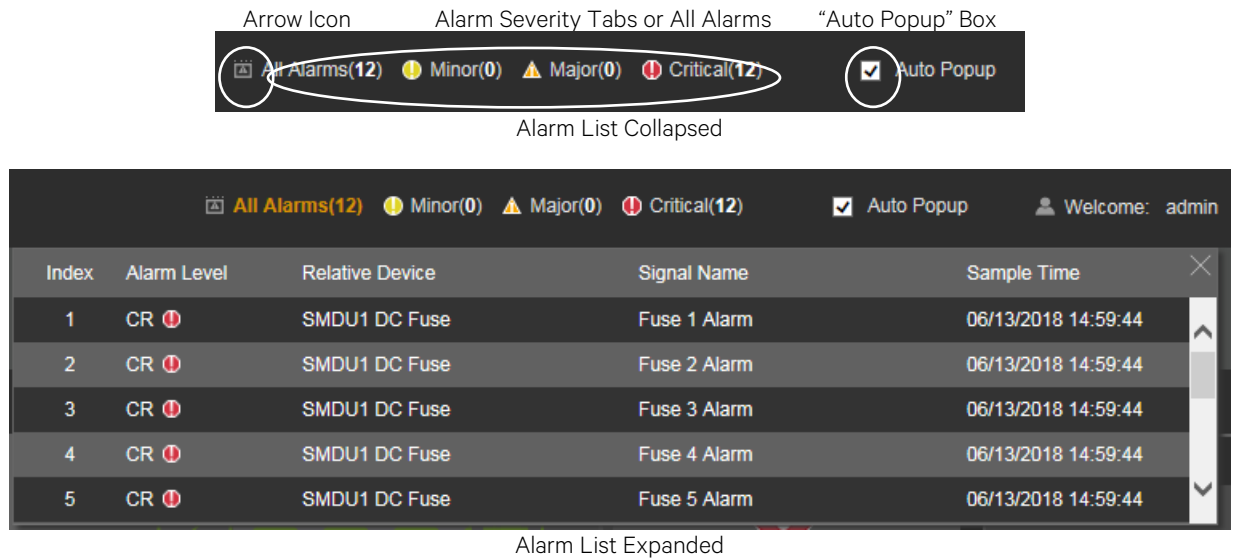 Arrow Icon Alarm Severity Tabs or All Alarms “Auto Popup” Box
All Alarms(12) Minor(0) Major(0) Critical(12) Auto Popup
Alarm List Collapsed
All Alarms(12) Minor(0) Major(0) Critical(12) Auto Popup Welcome: admin
Index Alarm Level Relative Device Signal Name Sample Time
1 CR SMDU1 DC Fuse Fuse 1 Alarm 06/13/2018 14:59:44
2 CR SMDU1 DC Fuse Fuse 2 Alarm 06/13/2018 14:59:44
3 CR SMDU1 DC Fuse Fuse 3 Alarm 06/13/2018 14:59:44
4 CR SMDU1 DC Fuse Fuse 4 Alarm 06/13/2018 14:59:44
5 CR SMDU1 DC Fuse Fuse 5 Alarm 06/13/2018 14:59:44
Alarm List Expanded